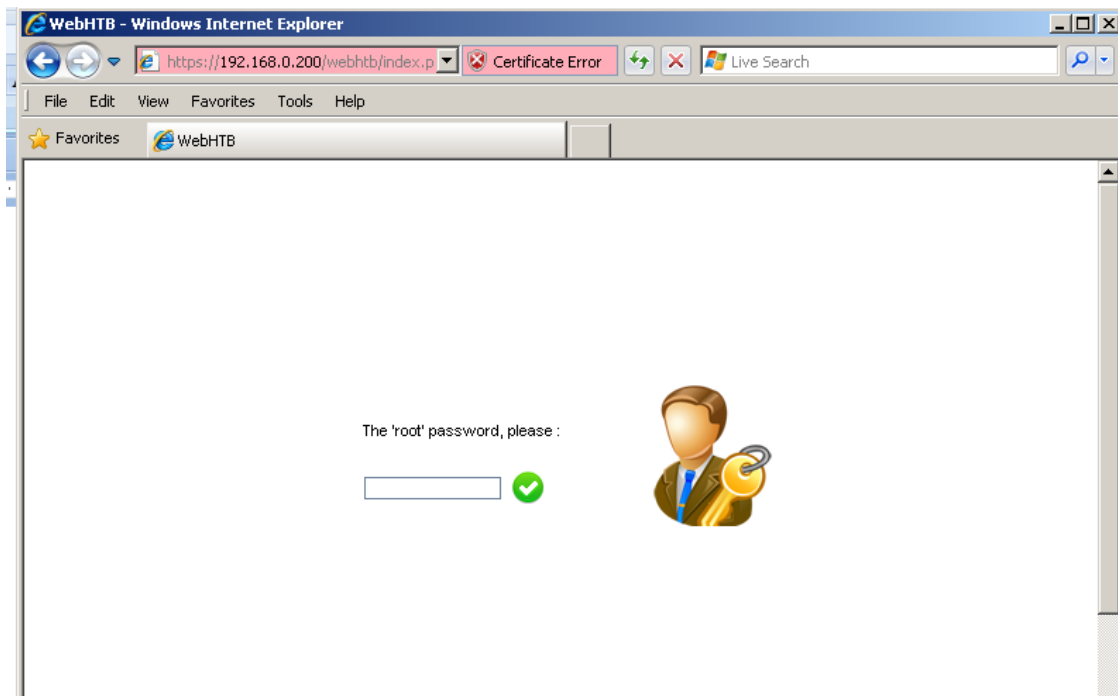 WebHTB - Windows Internet Explorer
https://192.168.0.200/webhtb/index.p Certificate Error Live Search
File Edit View Favorites Tools Help
Favorites WebHTB
The 'root' password, please :